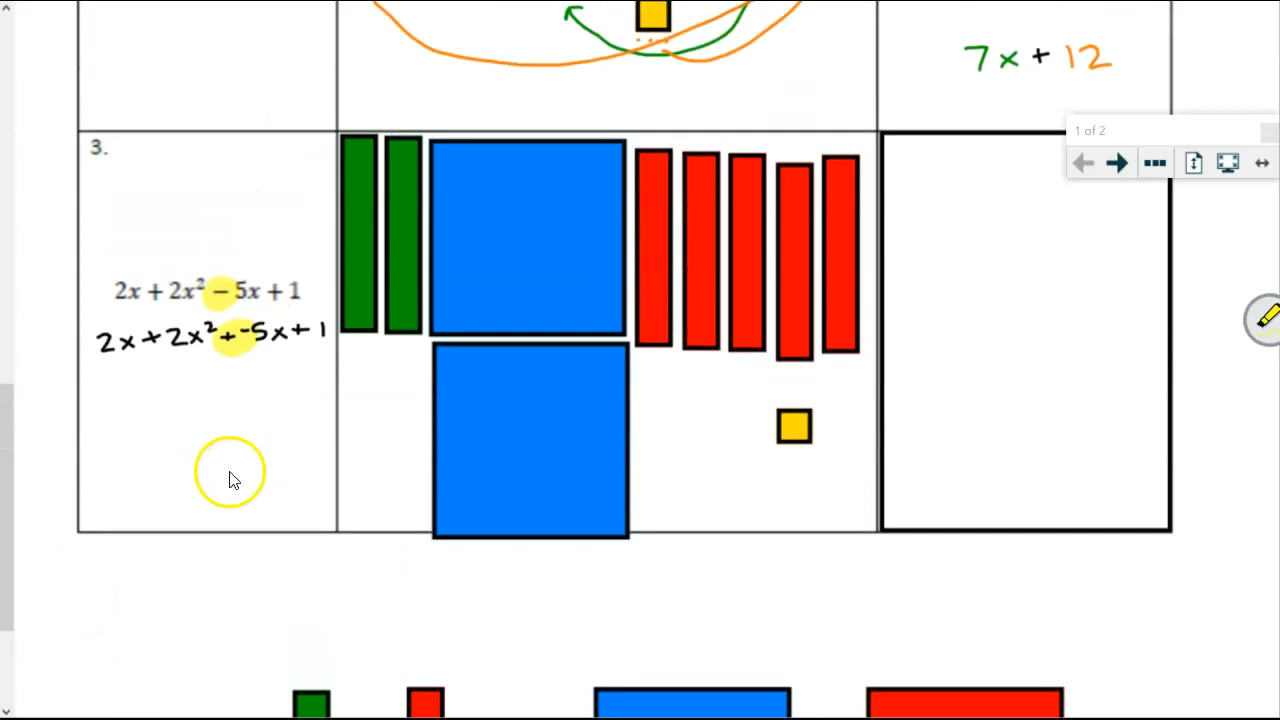 7x + 12
1 of 2
3.
2x + 2x² − 5x + 1
2x + 2x² + -5x + 1